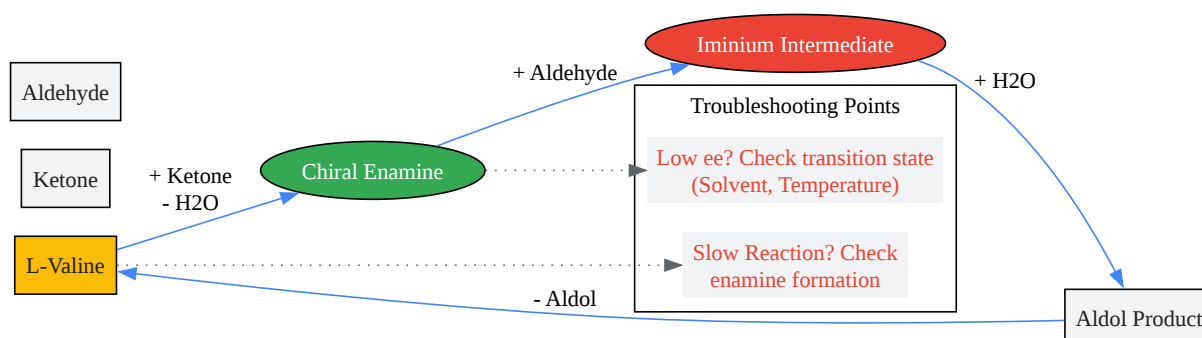 Iminium Intermediate
+ Aldehyde
+ H2O
Aldehyde
Troubleshooting Points
Low ee? Check transition state
(Solvent, Temperature)
Chiral Enamine
Ketone
+ Ketone
- H2O
L-Valine
Slow Reaction? Check
enamine formation
- Aldol
Aldol Product